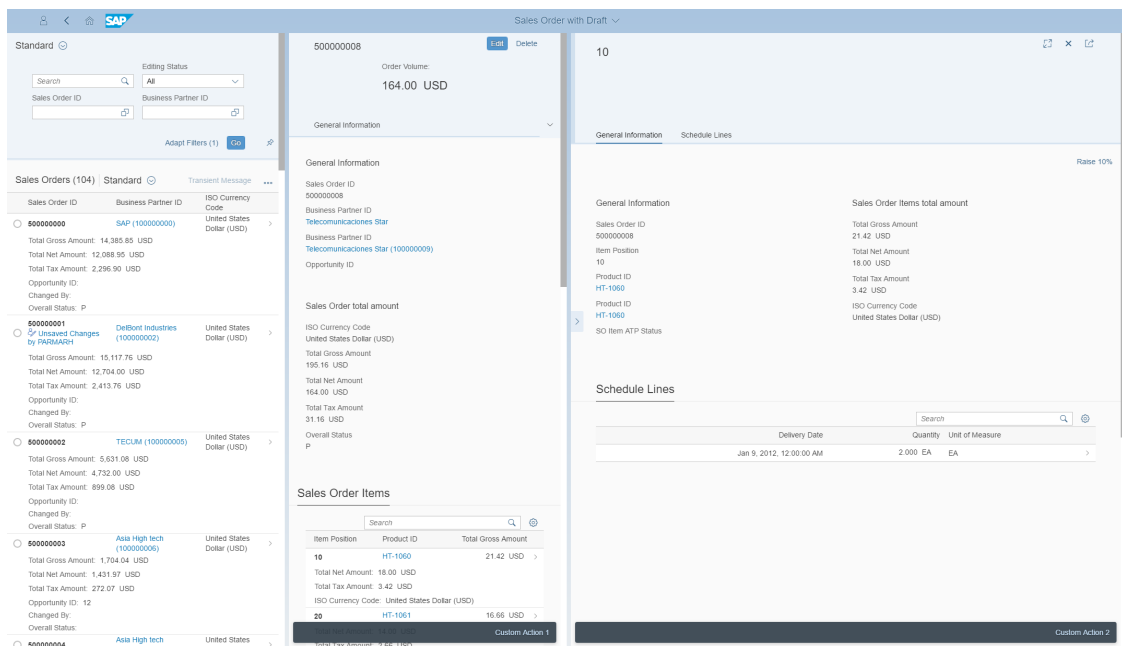 SAP
Sales Order with Draft
Standard
Editing Status
Search
All
Sales Order ID
Business Partner ID
Adapt Filters (1)
Go
Sales Orders (104)
Standard
Transient Message
...
Sales Order ID
Business Partner ID
ISO Currency
Code
500000000
SAP (100000000)
United States
Dollar (USD)
Total Gross Amount: 14,385.85 USD
Total Net Amount: 12,088.95 USD
Total Tax Amount: 2,296.90 USD
Opportunity ID:
Changed By:
Overall Status: P
500000001
Unsaved Changes
by PARMARH
DelBont Industries
(100000002)
United States
Dollar (USD)
Total Gross Amount: 15,117.76 USD
Total Net Amount: 12,704.00 USD
Total Tax Amount: 2,413.76 USD
Opportunity ID:
Changed By:
Overall Status: P
500000002
TECUM (100000005)
United States
Dollar (USD)
Total Gross Amount: 5,631.08 USD
Total Net Amount: 4,732.00 USD
Total Tax Amount: 899.08 USD
Opportunity ID:
Changed By:
Overall Status: P
500000003
Asia High tech
(100000006)
United States
Dollar (USD)
Total Gross Amount: 1,704.04 USD
Total Net Amount: 1,431.97 USD
Total Tax Amount: 272.07 USD
Opportunity ID: 12
Changed By:
Overall Status:
500000004
Asia High tech
United States
500000008
Edit
Delete
Order Volume:
164.00 USD
General Information
General Information
Sales Order ID
500000008
Business Partner ID
Telecomunicaciones Star
Business Partner ID
Telecomunicaciones Star (100000009)
Opportunity ID
Sales Order total amount
ISO Currency Code
United States Dollar (USD)
Total Gross Amount
195.16 USD
Total Net Amount
164.00 USD
Total Tax Amount
31.16 USD
Overall Status
P
Sales Order Items
Search
Item Position
Product ID
Total Gross Amount
10
HT-1060
21.42 USD
Total Net Amount: 18.00 USD
Total Tax Amount: 3.42 USD
ISO Currency Code: United States Dollar (USD)
20
HT-1061
16.66 USD
Custom Action 1
Total Tax Amount: 2.66 USD
10
General Information
Schedule Lines
Raise 10%
General Information
Sales Order ID
500000008
Item Position
10
Product ID
HT-1060
Product ID
HT-1060
SO Item ATP Status
Sales Order Items total amount
Total Gross Amount
21.42 USD
Total Net Amount
18.00 USD
Total Tax Amount
3.42 USD
ISO Currency Code
United States Dollar (USD)
Schedule Lines
Search
Delivery Date
Quantity
Unit of Measure
Jan 9, 2012, 12:00:00 AM
2.000 EA
EA
Custom Action 2